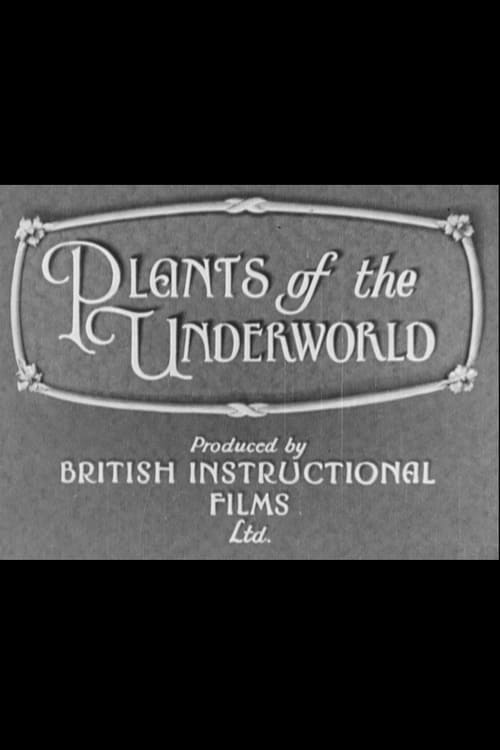 PLANTS of the
UNDERWORLD
Produced by
BRITISH INSTRUCTIONAL
FILMS
Ltd.